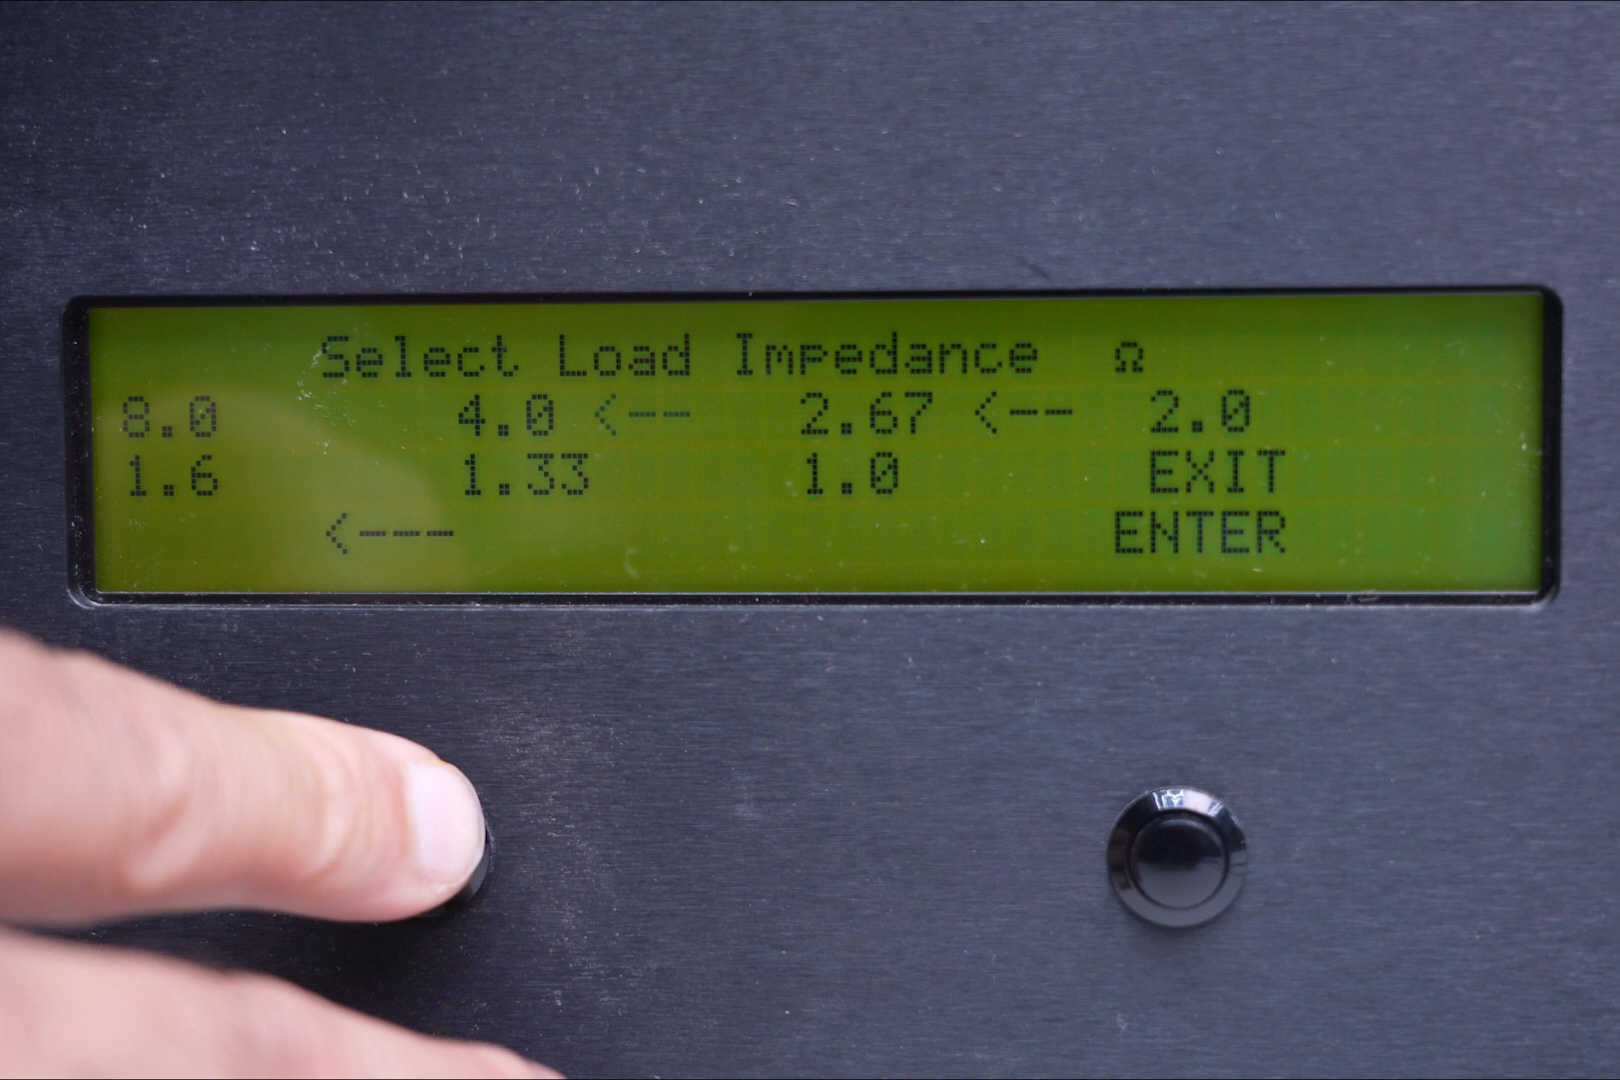 Select Load Impedance Ω
8.0 4.0 <-- 2.67 <-- 2.0
1.6 1.33 1.0 EXIT
<--- ENTER